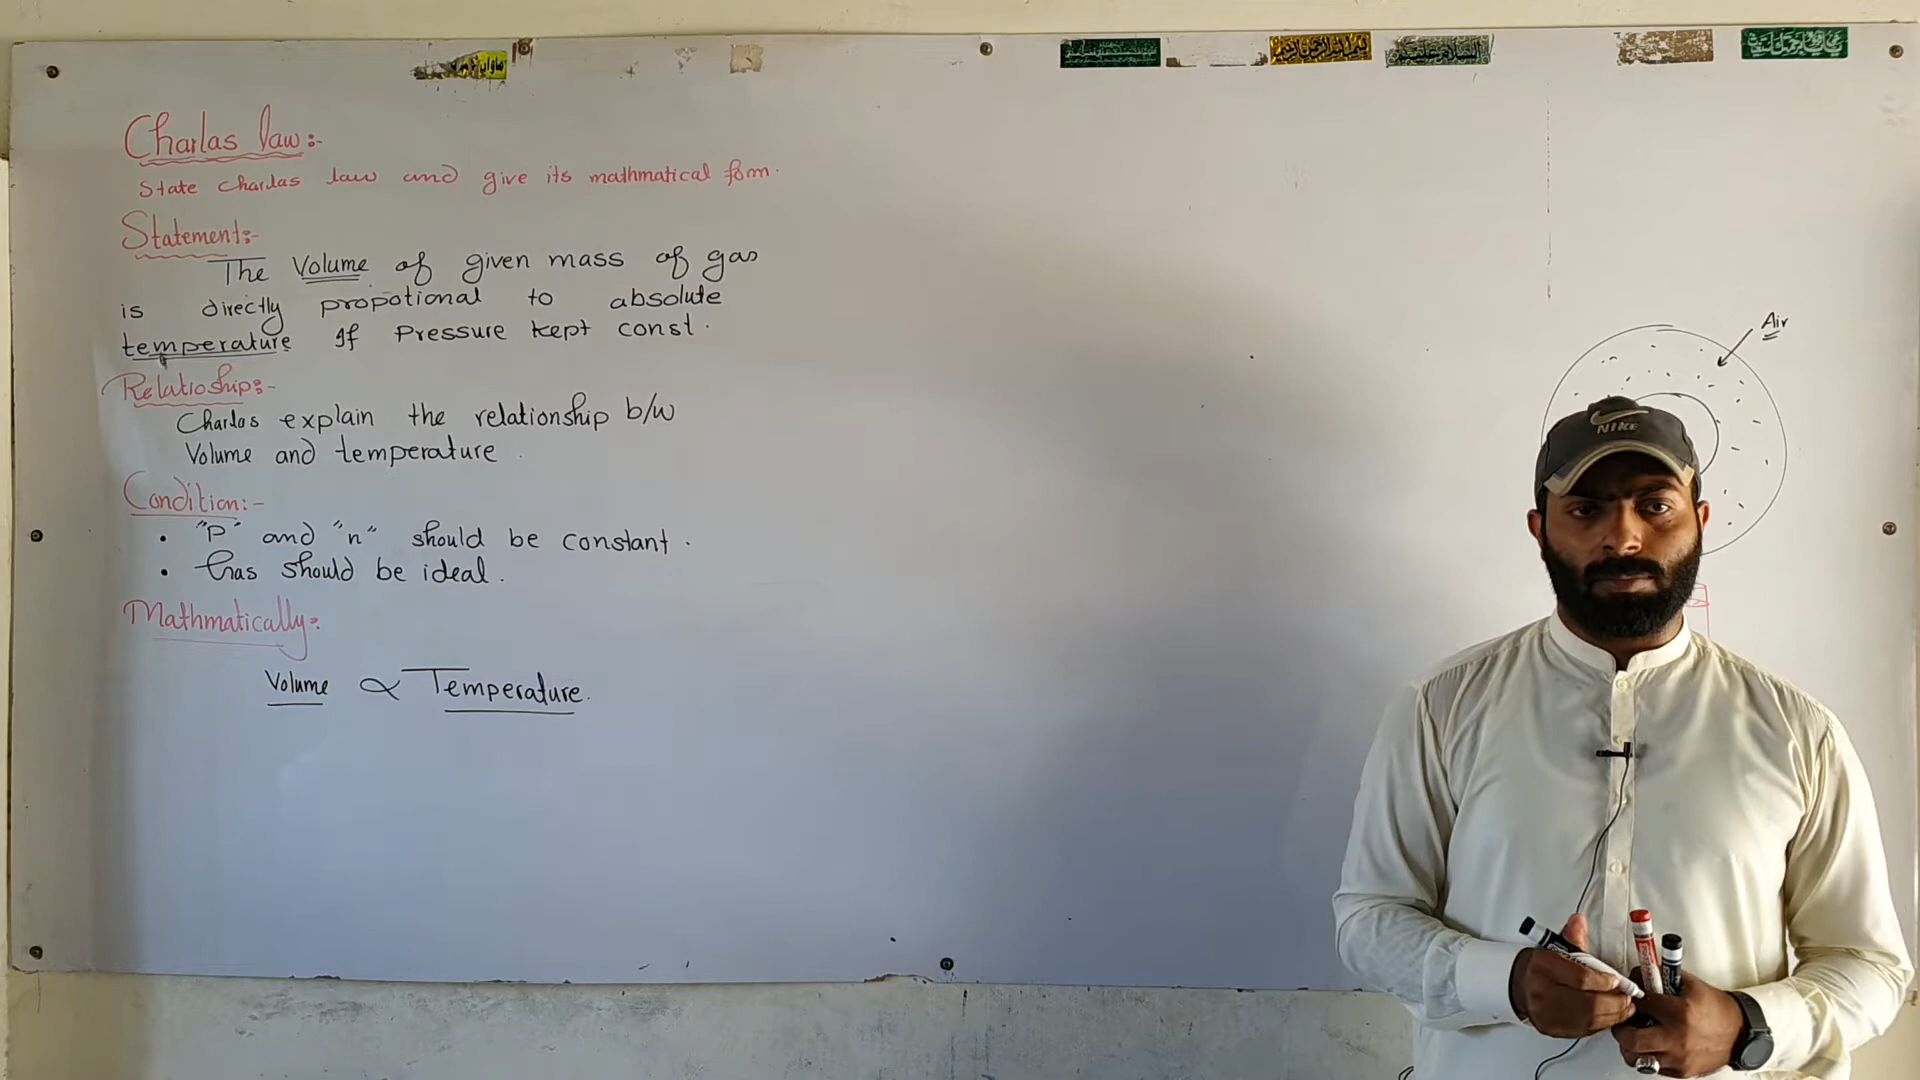 Charlas law:-
State charlas law and give its mathmatical form.
Statement:-
The Volume of given mass of gas
is directly propotional to absolute
temperature If Pressure kept const.
Relatioship:-
Charlas explain the relationship b/w
Volume and temperature.
Condition:-
• "P" and "n" should be constant.
• Gas should be ideal.
Mathmatically:-
Volume ∝ Temperature.
Air
NIKE